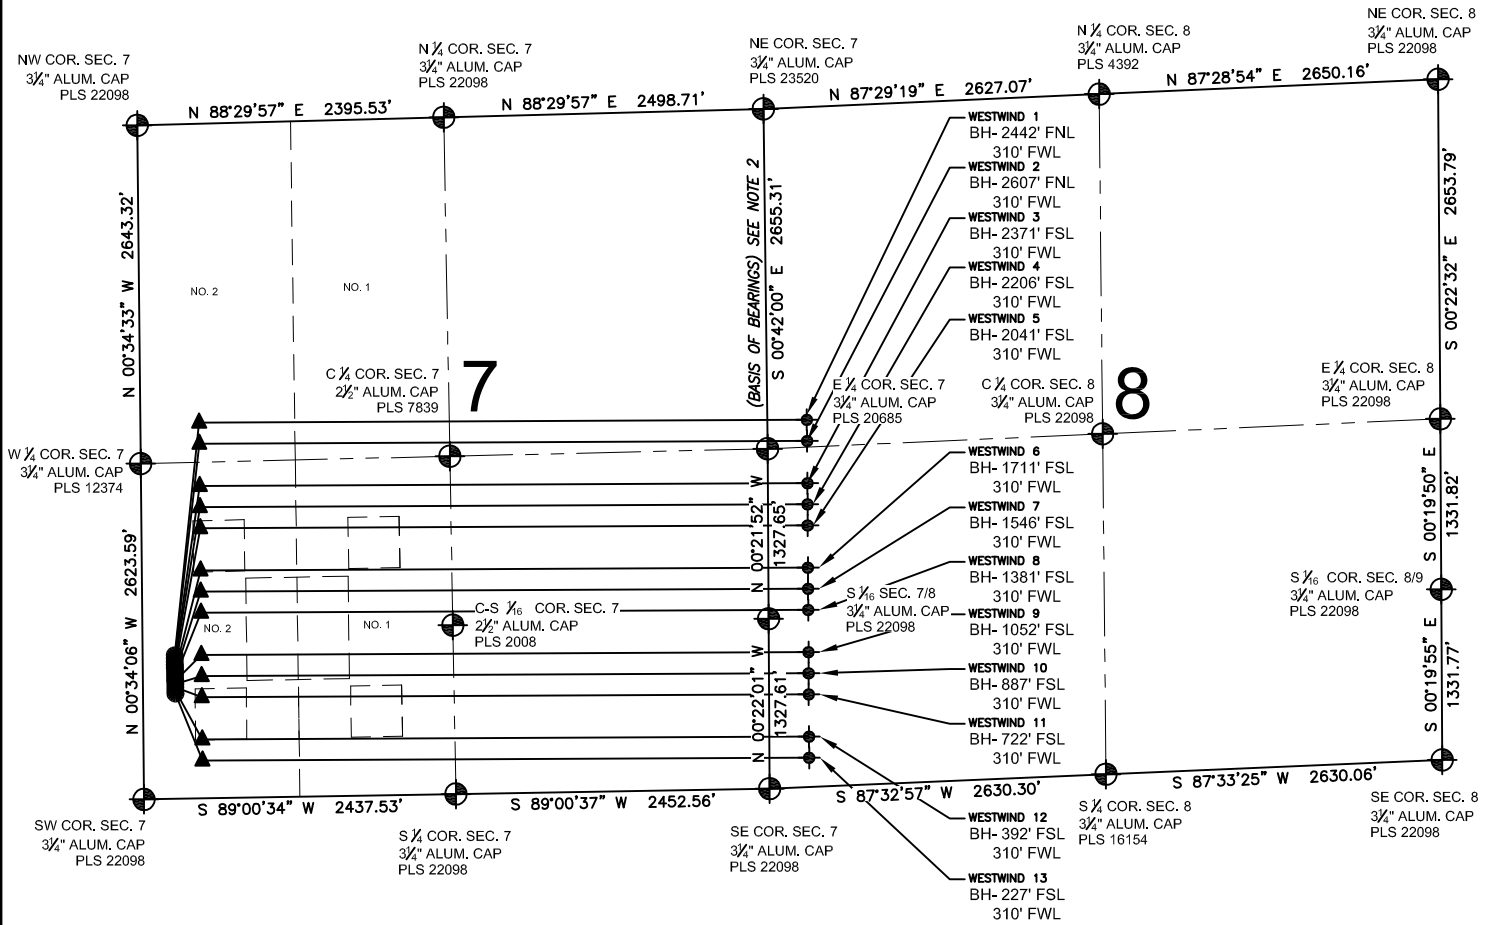 NW COR. SEC. 7
3¼" ALUM. CAP
PLS 22098
N ¼ COR. SEC. 7
3¼" ALUM. CAP
PLS 22098
NE COR. SEC. 7
3¼" ALUM. CAP
PLS 23520
N ¼ COR. SEC. 8
3¼" ALUM. CAP
PLS 4392
NE COR. SEC. 8
3¼" ALUM. CAP
PLS 22098
N 88°29'57" E 2395.53'
N 88°29'57" E 2498.71'
N 87°29'19" E 2627.07'
N 87°28'54" E 2650.16'
N 00°34'33" W 2643.32'
NO. 2
NO. 1
(BASIS OF BEARINGS) SEE NOTE 2
S 00°42'00" E 2655.31'
WESTWIND 1
BH- 2442' FNL
310' FWL
WESTWIND 2
BH- 2607' FNL
310' FWL
WESTWIND 3
BH- 2371' FSL
310' FWL
WESTWIND 4
BH- 2206' FSL
310' FWL
WESTWIND 5
BH- 2041' FSL
310' FWL
S 00°22'32" E 2653.79'
C ¼ COR. SEC. 7
2½" ALUM. CAP
PLS 7839
7
E ¼ COR. SEC. 7
3¼" ALUM. CAP
PLS 20685
C ¼ COR. SEC. 8
3¼" ALUM. CAP
PLS 22098
8
E ¼ COR. SEC. 8
3¼" ALUM. CAP
PLS 22098
W ¼ COR. SEC. 7
3¼" ALUM. CAP
PLS 12374
N 00°34'06" W 2623.59'
N 00°21'52" W
1327.65'
WESTWIND 6
BH- 1711' FSL
310' FWL
WESTWIND 7
BH- 1546' FSL
310' FWL
WESTWIND 8
BH- 1381' FSL
310' FWL
WESTWIND 9
BH- 1052' FSL
310' FWL
WESTWIND 10
BH- 887' FSL
310' FWL
WESTWIND 11
BH- 722' FSL
310' FWL
S 00°19'50" E
1331.82'
S 1⁄16 COR. SEC. 8/9
3¼" ALUM. CAP
PLS 22098
S 1⁄16 SEC. 7/8
3¼" ALUM. CAP
PLS 22098
C-S 1⁄16 COR. SEC. 7
2½" ALUM. CAP
PLS 2008
NO. 2
NO. 1
N 00°22'01" W
1327.61'
S 00°19'55" E
1331.77'
S 89°00'34" W 2437.53'
S 89°00'37" W 2452.56'
S 87°32'57" W 2630.30'
S 87°33'25" W 2630.06'
SW COR. SEC. 7
3¼" ALUM. CAP
PLS 22098
S ¼ COR. SEC. 7
3¼" ALUM. CAP
PLS 22098
SE COR. SEC. 7
3¼" ALUM. CAP
PLS 22098
WESTWIND 12
BH- 392' FSL
310' FWL
WESTWIND 13
BH- 227' FSL
310' FWL
S ¼ COR. SEC. 8
3¼" ALUM. CAP
PLS 16154
SE COR. SEC. 8
3¼" ALUM. CAP
PLS 22098